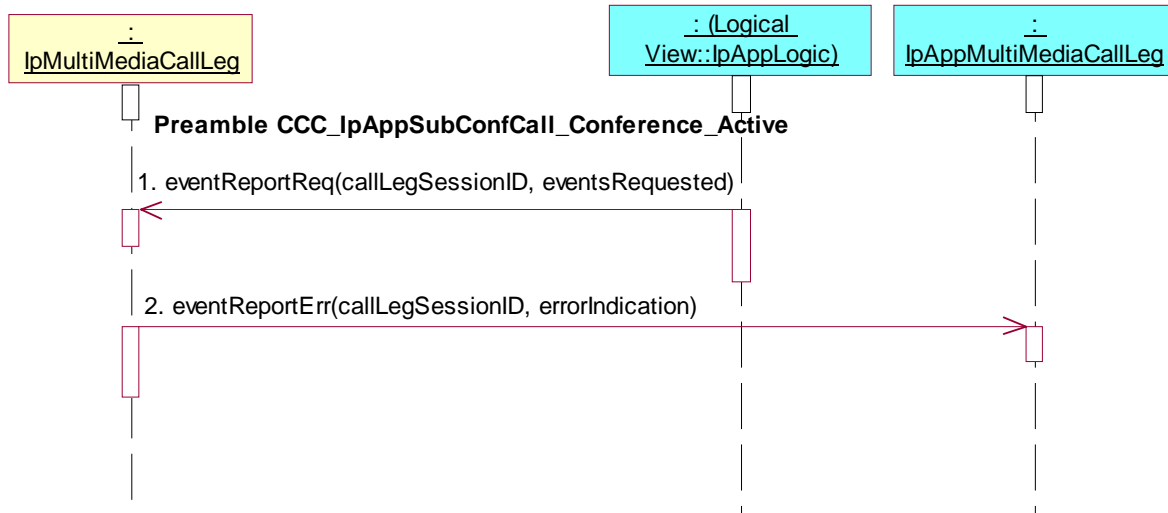 :
IpMultiMediaCallLeg
: (Logical
View::IpAppLogic)
:
IpAppMultiMediaCallLeg
Preamble CCC_IpAppSubConfCall_Conference_Active
1. eventReportReq(callLegSessionID, eventsRequested)
2. eventReportErr(callLegSessionID, errorIndication)